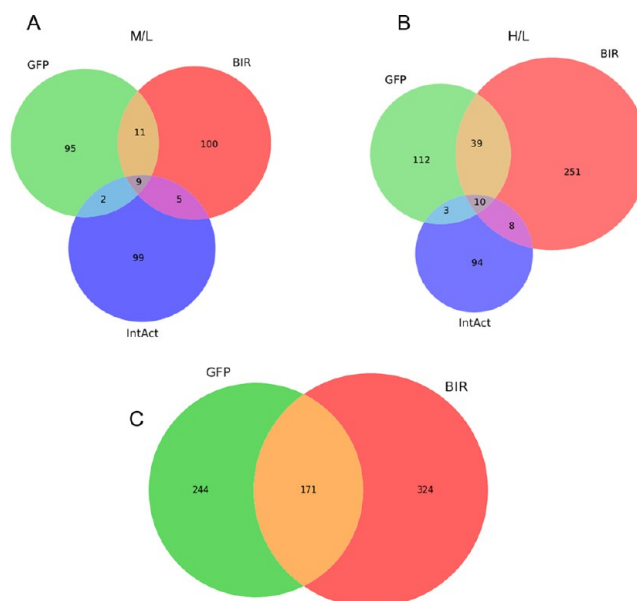 A
M/L
GFP
BIR
95
11
100
9
2
5
99
IntAct
B
H/L
BIR
GFP
112
39
251
3
10
8
94
IntAct
C
GFP
BIR
244
171
324